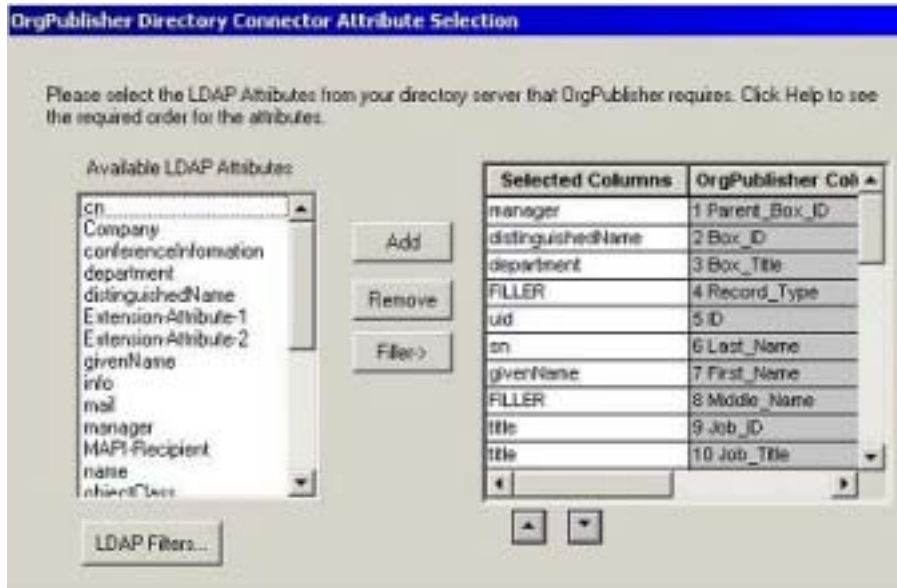 OrgPublisher Directory Connector Attribute Selection
Please select the LDAP Attributes from your directory server that OrgPublisher requires. Click Help to see
the required order for the attributes.
Available LDAP Attributes
cn
Company
conferenceInformation
department
distinguishedName
Extension-Attribute-1
Extension-Attribute-2
givenName
info
mail
manager
MAPI-Recipient
name
objectClass
LDAP Filters...
Add
Remove
Filler->
Selected Columns OrgPublisher Col
manager 1 Parent_Box_ID
distinguishedName 2 Box_ID
department 3 Box_Title
FILLER 4 Record_Type
uid 5 ID
sn 6 Last_Name
givenName 7 First_Name
FILLER 8 Middle_Name
title 9 Job_ID
title 10 Job_Title